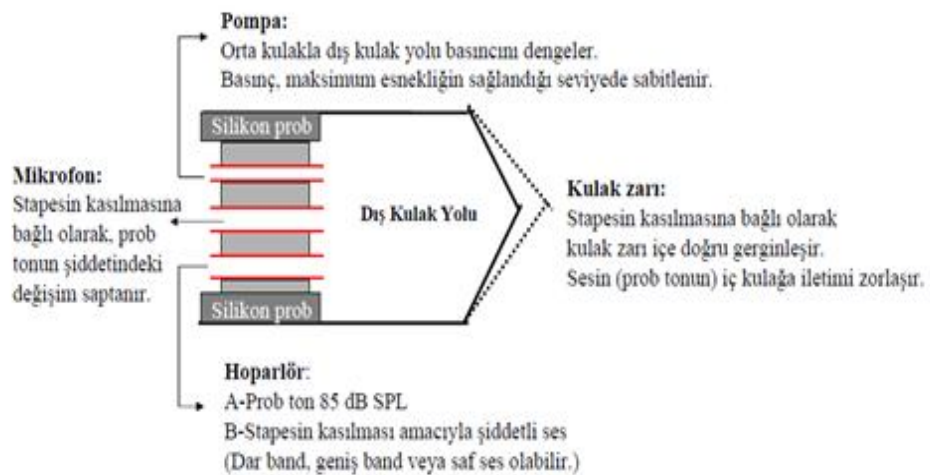 Pompa:
Orta kulakla dış kulak yolu basıncını dengeler.
Basınç, maksimum esnekliğin sağlandığı seviyede sabitlenir.
Silikon prob
Mikrofon:
Stapesin kasılmasına
bağlı olarak, prob
tonun şiddetindeki
değişim saptanır.
Dış Kulak Yolu
Kulak zarı:
Stapesin kasılmasına bağlı olarak
kulak zarı içe doğru gerginleşir.
Sesin (prob tonun) iç kulağa iletimi zorlaşır.
Silikon prob
Hoparlör:
A-Prob ton 85 dB SPL
B-Stapesin kasılması amacıyla şiddetli ses
(Dar band, geniş band veya saf ses olabilir.)